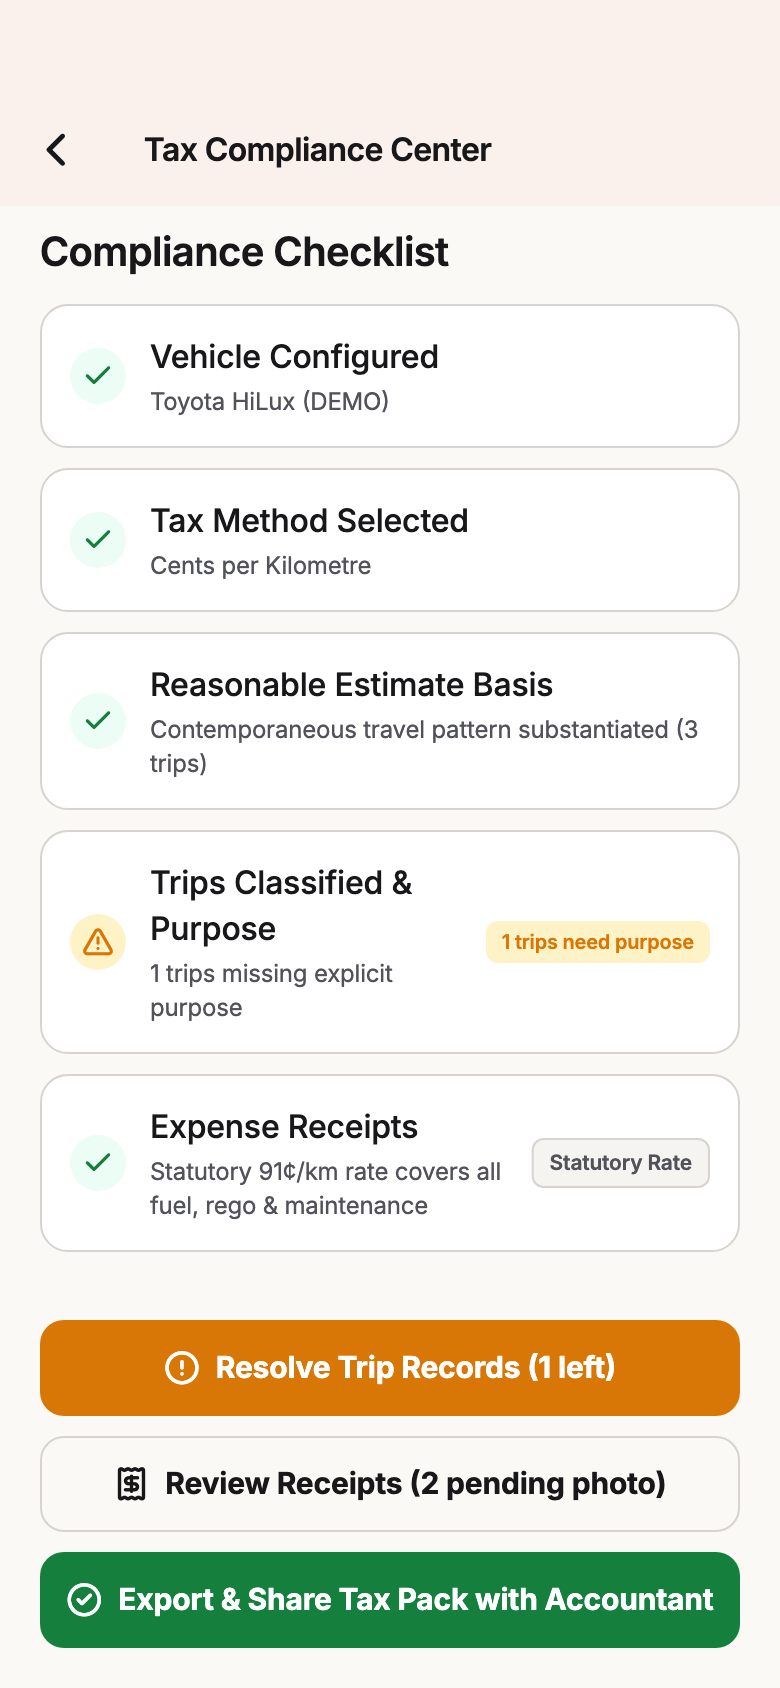 Tax Compliance Center
Compliance Checklist
Vehicle Configured
Toyota HiLux (DEMO)
Tax Method Selected
Cents per Kilometre
Reasonable Estimate Basis
Contemporaneous travel pattern substantiated (3
trips)
Trips Classified &
Purpose
1 trips missing explicit
purpose
1 trips need purpose
Expense Receipts
Statutory 91¢/km rate covers all
fuel, rego & maintenance
Statutory Rate
Resolve Trip Records (1 left)
Review Receipts (2 pending photo)
Export & Share Tax Pack with Accountant